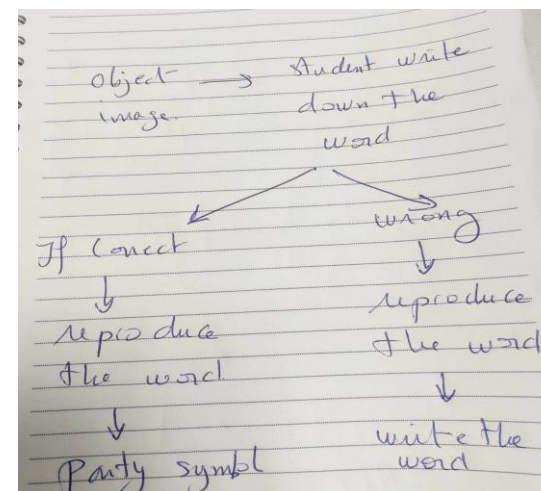 object → student write
image. down the
word
If Conect
wrong
↓
reproduce
the word
↓
Party symbl
↓
reproduce
the word
↓
write the
word